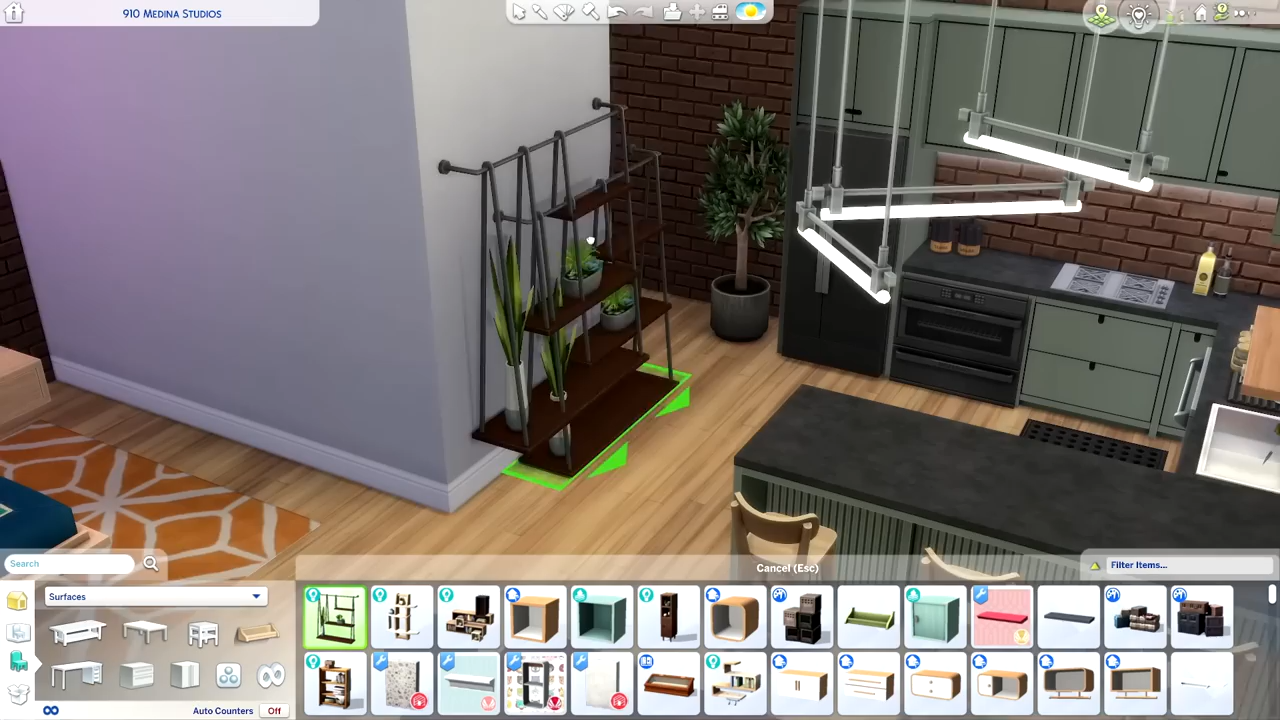 910 MEDINA STUDIOS
Cancel (Esc)
Search
Filter Items...
Surfaces
Auto Counters
Off